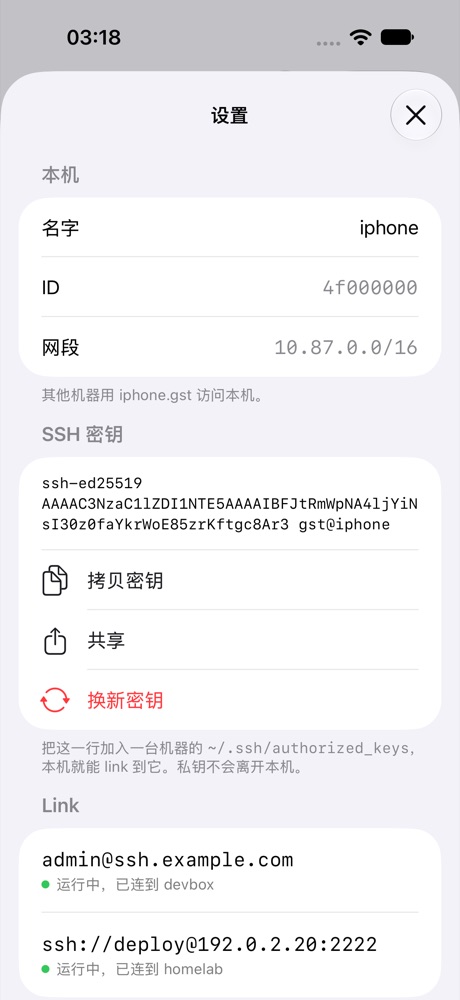 03:18
设置
本机
名字 iphone
ID 4f000000
网段 10.87.0.0/16
其他机器用 iphone.gst 访问本机。
SSH 密钥
ssh-ed25519
AAAAC3NzaC1lZDI1NTE5AAAAIBFJtRmWpNA4ljYiN
sI30z0faYkrWoE85zrKftgc8Ar3 gst@iphone
拷贝密钥
共享
换新密钥
把这一行加入一台机器的 ~/.ssh/authorized_keys,
本机就能 link 到它。私钥不会离开本机。
Link
admin@ssh.example.com
运行中，已连到 devbox
ssh://deploy@192.0.2.20:2222
运行中，已连到 homelab